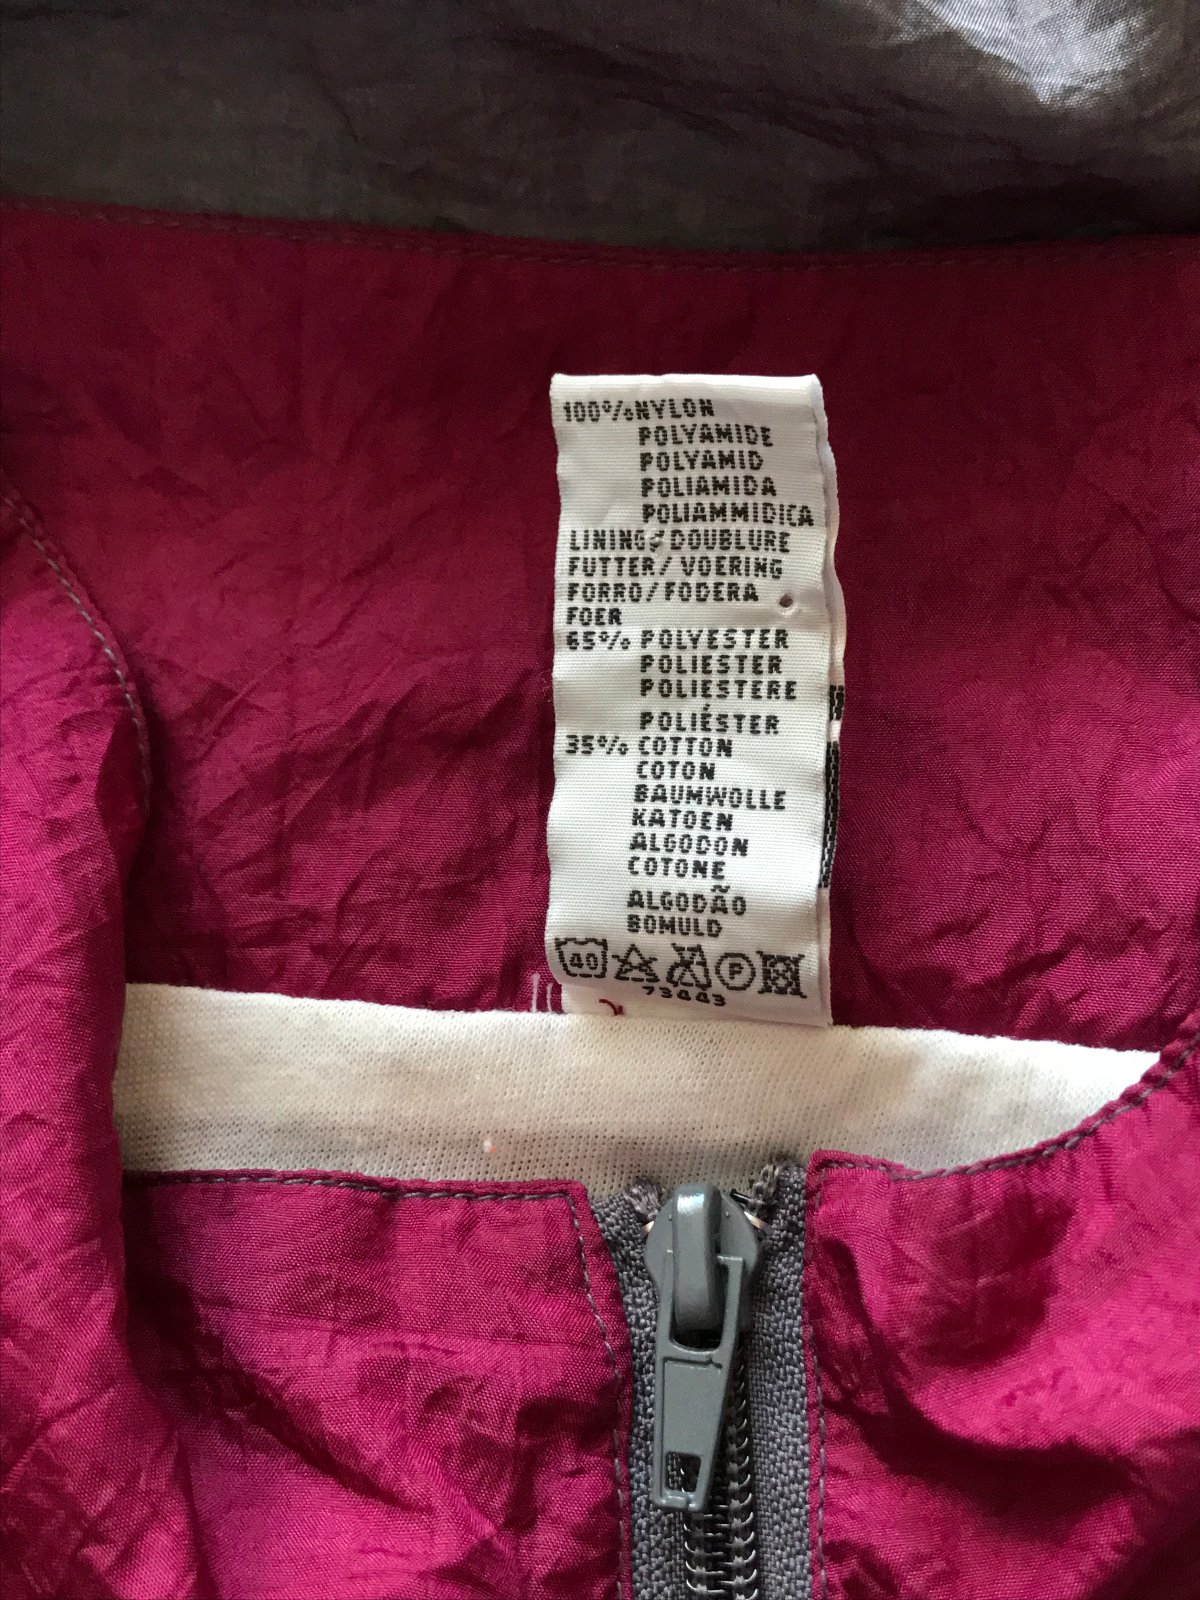 100% NYLON
POLYAMIDE
POLYAMID
POLIAMIDA
POLIAMMIDICA
LINING/DOUBLURE
FUTTER/VOERING
FORRO/FODERA
FOER
65% POLYESTER
POLIESTER
POLIESTERE
POLIÉSTER
35% COTTON
COTON
BAUMWOLLE
KATOEN
ALGODON
COTONE
ALGODÃO
BOMULD
40 P
73443